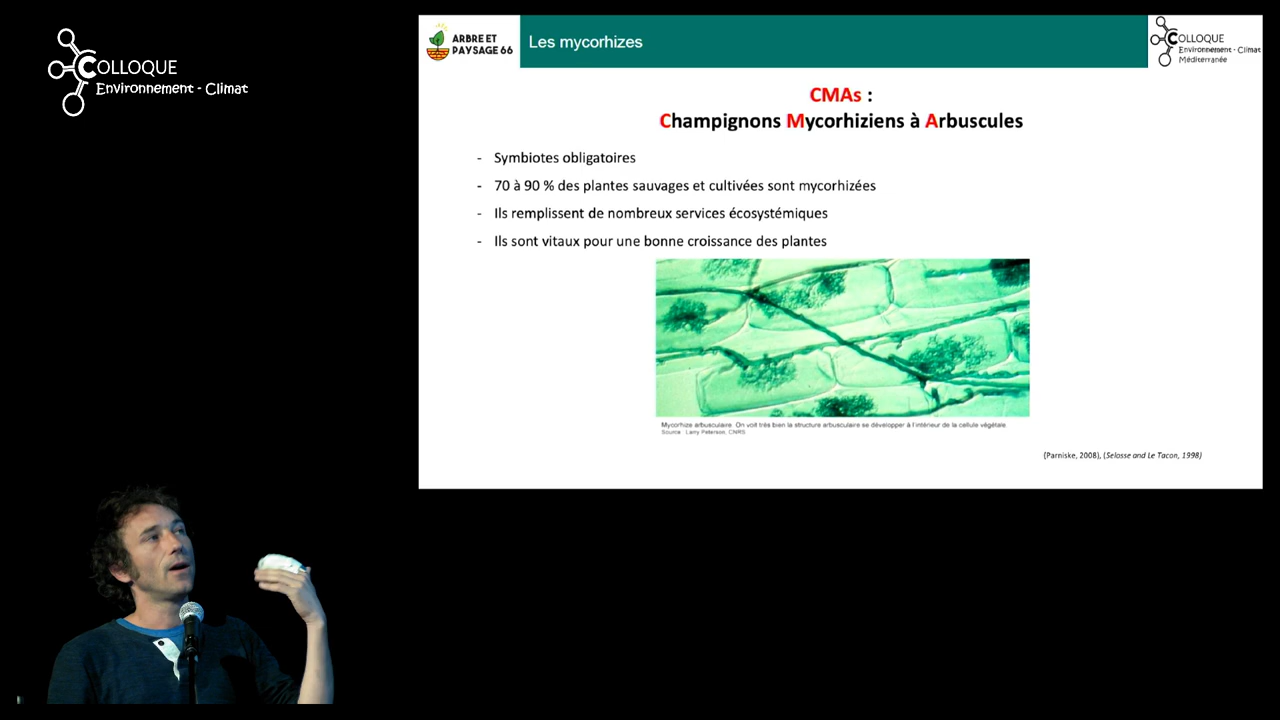 COLLOQUE
Environnement - Climat
ARBRE ET
PAYSAGE 66
Les mycorhizes
COLLOQUE
Environnement - Climat
Méditerranée
CMAs :
Champignons Mycorhiziens à Arbuscules
- Symbiotes obligatoires
- 70 à 90 % des plantes sauvages et cultivées sont mycorhizées
- Ils remplissent de nombreux services écosystémiques
- Ils sont vitaux pour une bonne croissance des plantes
Mycorhize arbusculaire On voit très bien la structure arbusculaire se développer à l'intérieur de la cellule végétale
Source : Larry Peterson, CNRS
(Parniske, 2008), (Selosse and Le Tacon, 1998)